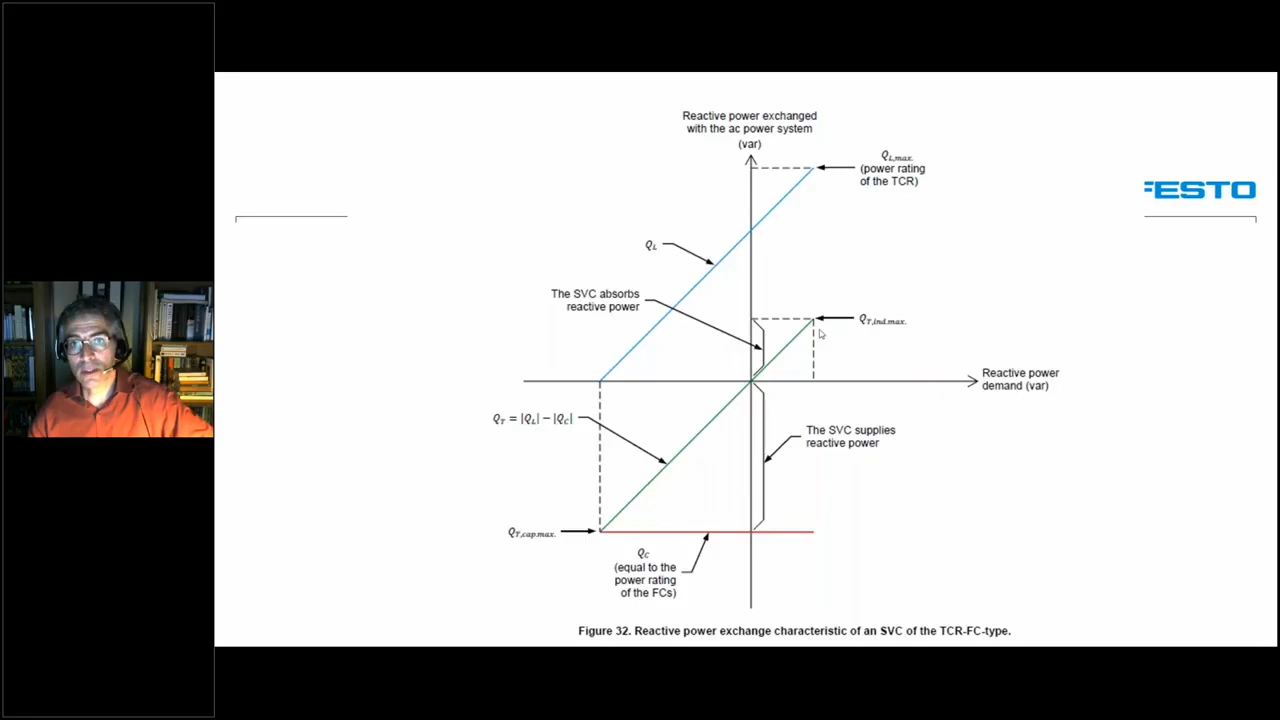 Reactive power exchanged
with the ac power system
(var)
Q_L,max.
(power rating
of the TCR)
FESTO
Q_L
The SVC absorbs
reactive power
Q_T,ind.max.
Reactive power
demand (var)
Q_T = |Q_L| − |Q_C|
The SVC supplies
reactive power
Q_T,cap.max.
Q_C
(equal to the
power rating
of the FCs)
Figure 32. Reactive power exchange characteristic of an SVC of the TCR-FC-type.